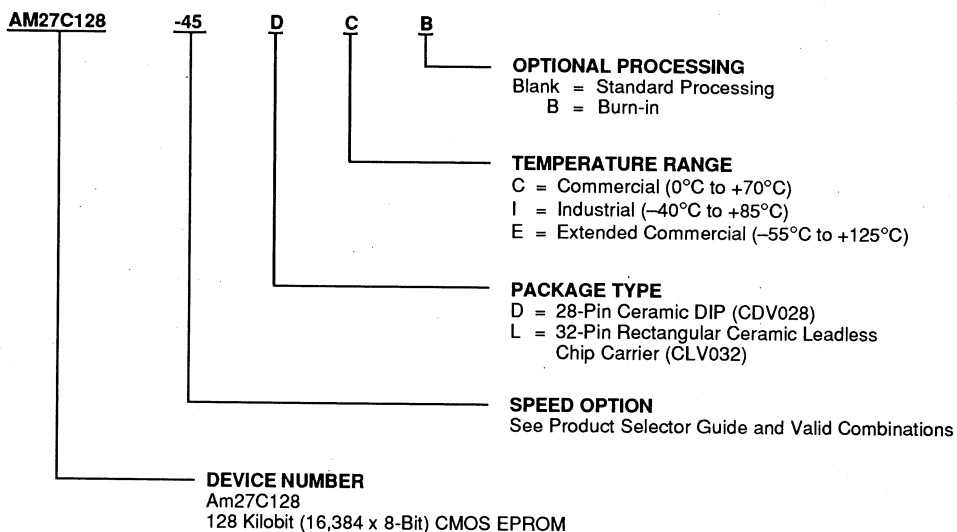 AM27C128 -45 D C B
OPTIONAL PROCESSING
Blank = Standard Processing
B = Burn-in
TEMPERATURE RANGE
C = Commercial (0°C to +70°C)
I = Industrial (–40°C to +85°C)
E = Extended Commercial (–55°C to +125°C)
PACKAGE TYPE
D = 28-Pin Ceramic DIP (CDV028)
L = 32-Pin Rectangular Ceramic Leadless
Chip Carrier (CLV032)
SPEED OPTION
See Product Selector Guide and Valid Combinations
DEVICE NUMBER
Am27C128
128 Kilobit (16,384 x 8-Bit) CMOS EPROM